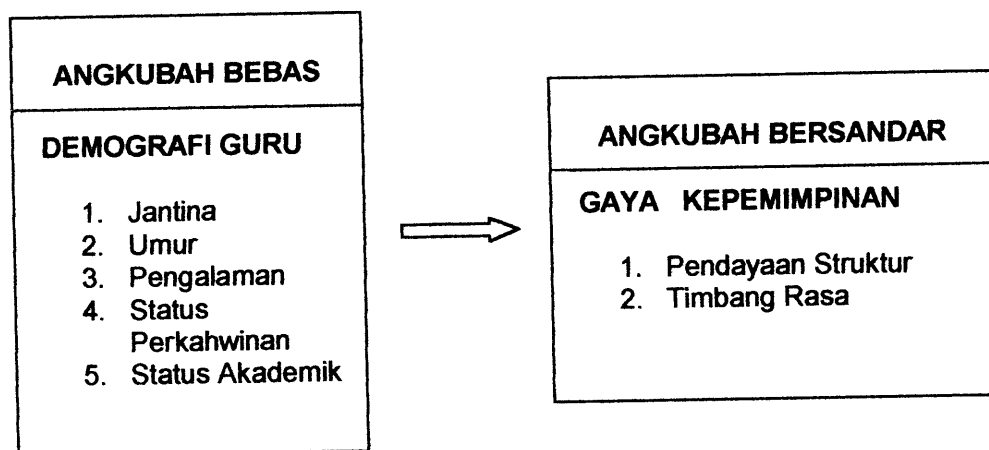 ANGKUBAH BEBAS
DEMOGRAFI GURU
1. Jantina
2. Umur
3. Pengalaman
4. Status
Perkahwinan
5. Status Akademik
ANGKUBAH BERSANDAR
GAYA KEPEMIMPINAN
1. Pendayaan Struktur
2. Timbang Rasa